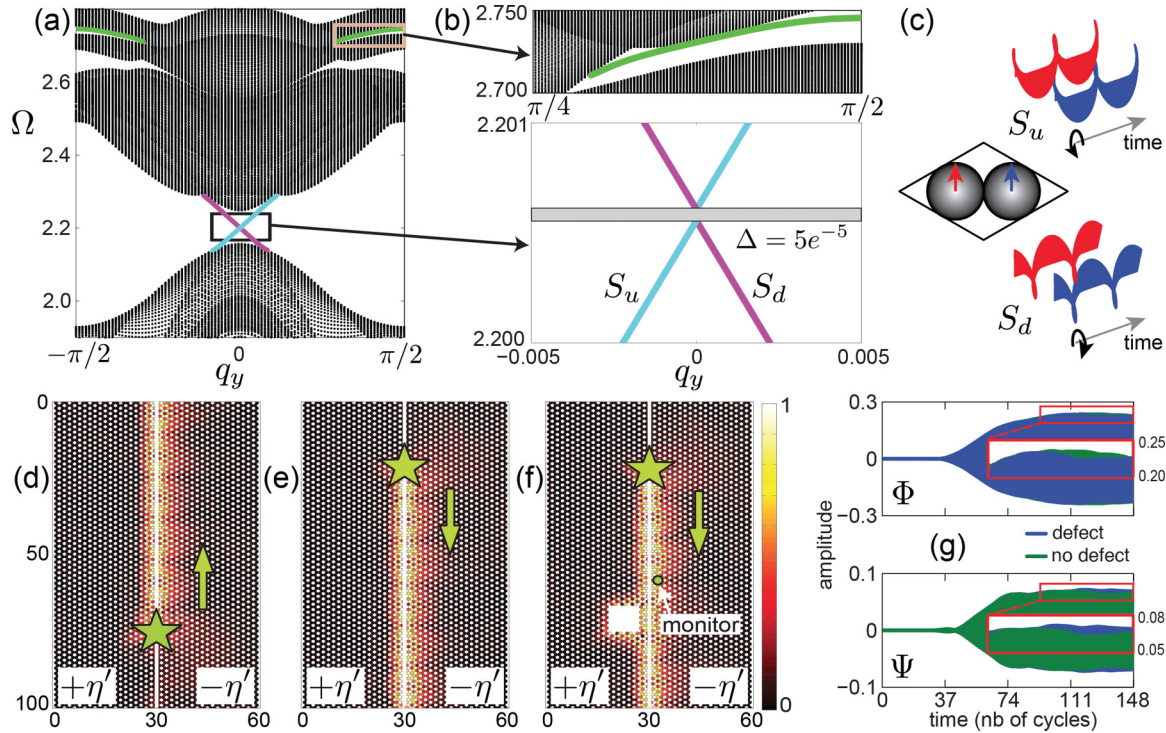 (a)
2.6
Ω
2.4
2.2
2.0
−π/2
0
π/2
q_y
(b)
2.750
2.700
π/4
π/2
2.201
Δ = 5e^{−5}
S_u
S_d
2.200
−0.005
0
0.005
q_y
(c)
S_u
time
S_d
time
(d)
0
50
100
+η′
−η′
0
30
60
(e)
+η′
−η′
0
30
60
(f)
monitor
+η′
−η′
0
30
60
1
0
0.3
0
−0.3
Φ
0.25
0.20
amplitude
(g)
defect
no defect
0.1
0
−0.1
Ψ
0.08
0.05
0
37
74
111
148
time (nb of cycles)